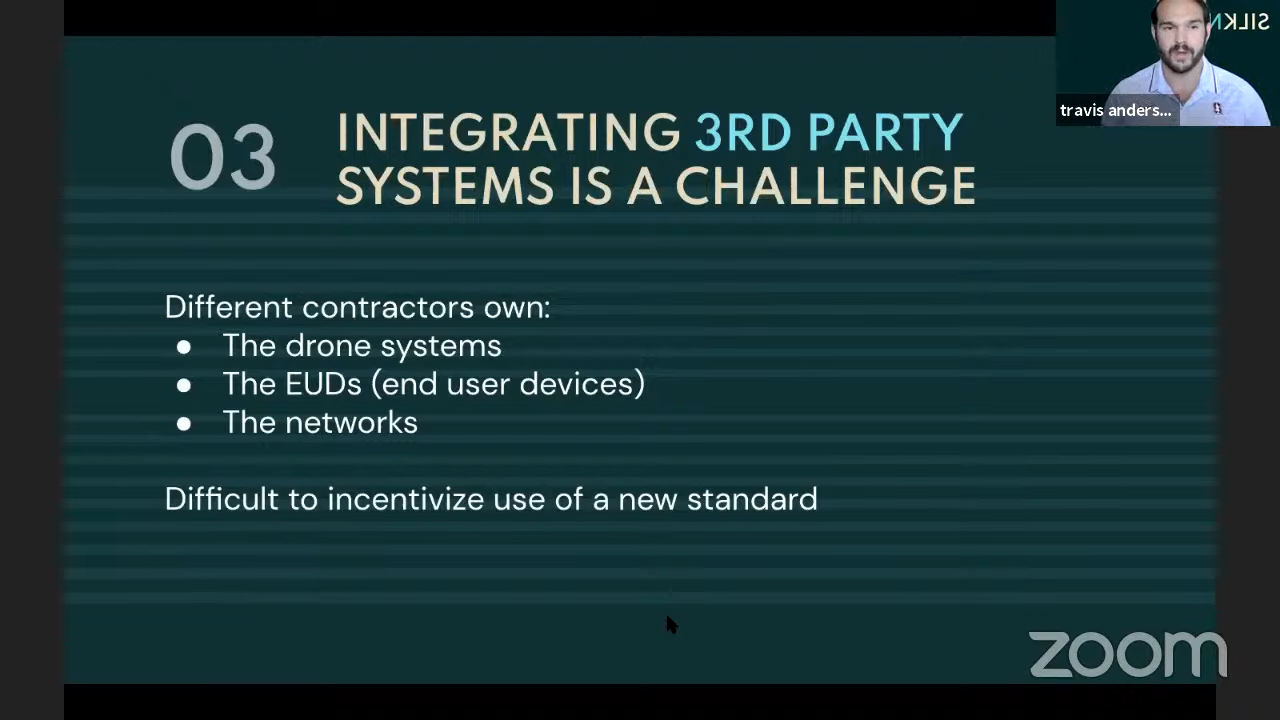 03
INTEGRATING 3RD PARTY
SYSTEMS IS A CHALLENGE
travis anders...
Different contractors own:
● The drone systems
● The EUDs (end user devices)
● The networks
Difficult to incentivize use of a new standard
zoom